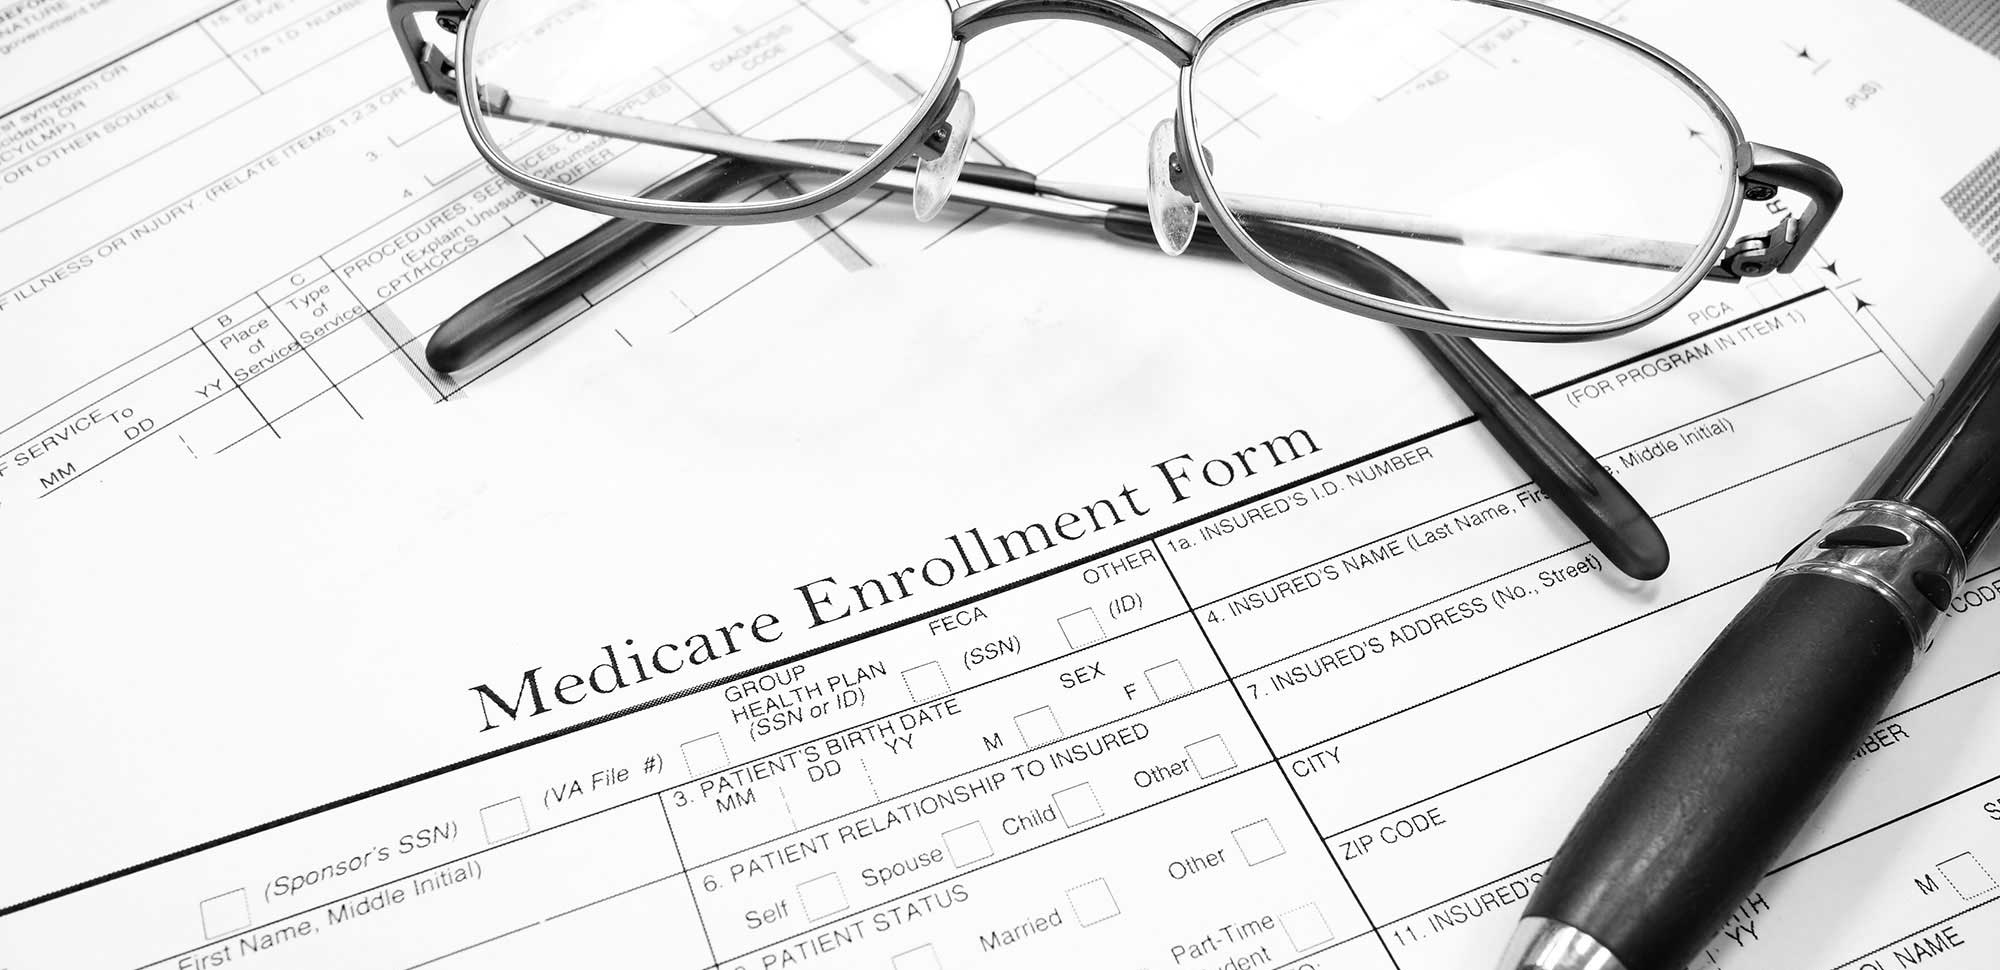 GIVE
17a. I.D. NUMBER
DIAGNOSIS
CODE
OR OTHER SOURCE
ILLNESS OR INJURY. (RELATE ITEMS 1,2,3 OR
3.
4.
PROCEDURES,
(Explain Unusual Circumstances)
CPT/HCPCS
MODIFIER
B
Place
of
Service
C
Type
of
Service
SERVICE To
MM
DD
YY
PICA
(FOR PROGRAM IN ITEM 1)
Medicare Enrollment Form
1a. INSURED'S I.D. NUMBER
4. INSURED'S NAME (Last Name, First Middle Initial)
7. INSURED'S ADDRESS (No., Street)
CITY
ZIP CODE
11. INSURED'S
OTHER
FECA
(ID)
(SSN)
GROUP
HEALTH PLAN
(SSN or ID)
(VA File #)
(Sponsor's SSN)
First Name, Middle Initial)
3. PATIENT'S BIRTH DATE
MM
DD
YY
SEX
M
F
6. PATIENT RELATIONSHIP TO INSURED
Self
Spouse
Child
Other
PATIENT STATUS
Married
Other
Part-Time
M
YY
NAME